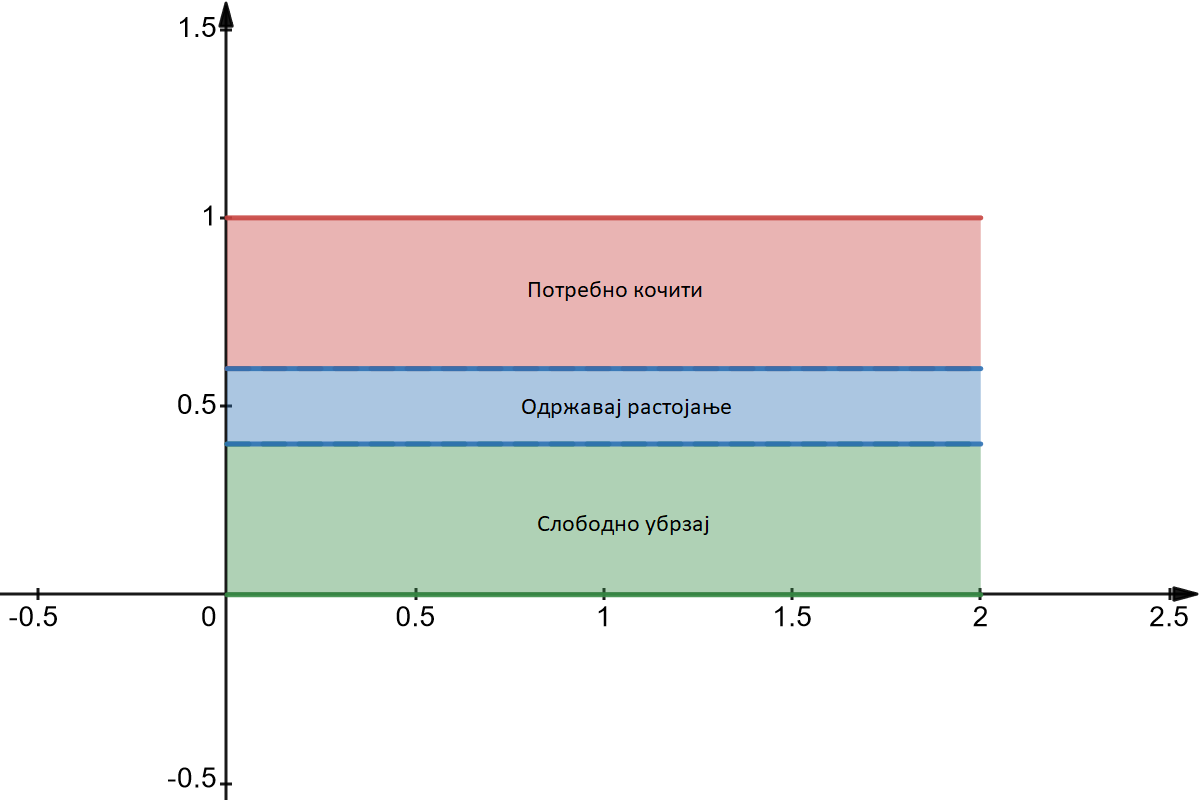 1.5
1
Потребно кочити
0.5
Одржавај растојање
Слободно убрзај
-0.5 0 0.5 1 1.5 2 2.5
-0.5